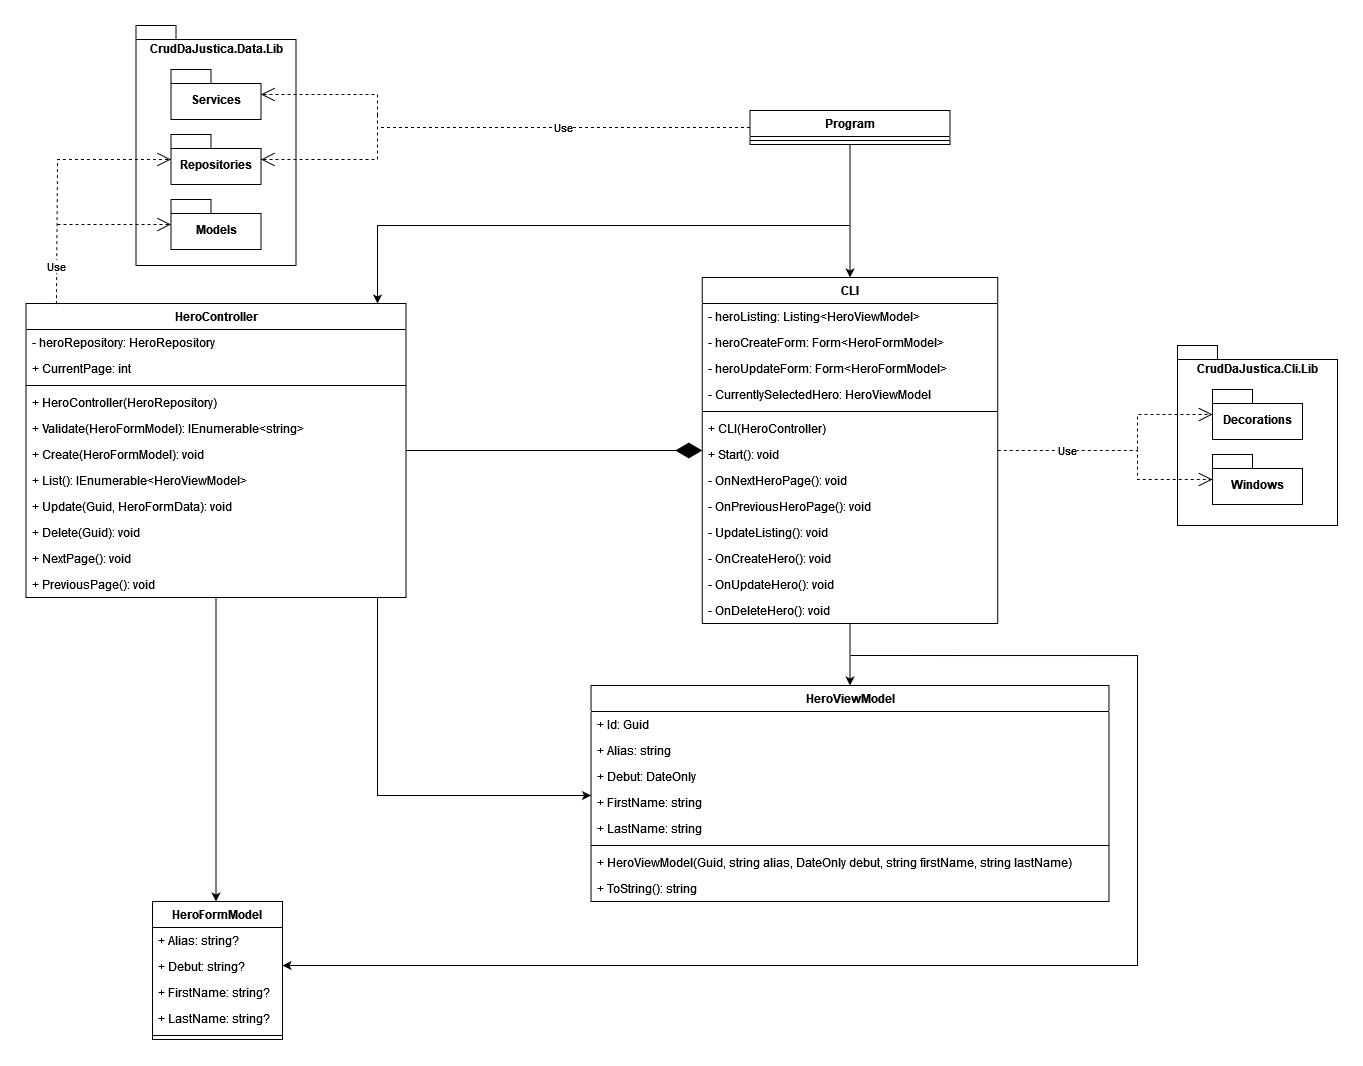 CrudDaJustica.Data.Lib
Services
Repositories
Models
Use
Program
Use
HeroController
- heroRepository: HeroRepository
+ CurrentPage: int
+ HeroController(HeroRepository)
+ Validate(HeroFormModel): IEnumerable<string>
+ Create(HeroFormModel): void
+ List(): IEnumerable<HeroViewModel>
+ Update(Guid, HeroFormData): void
+ Delete(Guid): void
+ NextPage(): void
+ PreviousPage(): void
CLI
- heroListing: Listing<HeroViewModel>
- heroCreateForm: Form<HeroFormModel>
- heroUpdateForm: Form<HeroFormModel>
- CurrentlySelectedHero: HeroViewModel
+ CLI(HeroController)
+ Start(): void
- OnNextHeroPage(): void
- OnPreviousHeroPage(): void
- UpdateListing(): void
- OnCreateHero(): void
- OnUpdateHero(): void
- OnDeleteHero(): void
Use
CrudDaJustica.Cli.Lib
Decorations
Windows
HeroViewModel
+ Id: Guid
+ Alias: string
+ Debut: DateOnly
+ FirstName: string
+ LastName: string
+ HeroViewModel(Guid, string alias, DateOnly debut, string firstName, string lastName)
+ ToString(): string
HeroFormModel
+ Alias: string?
+ Debut: string?
+ FirstName: string?
+ LastName: string?